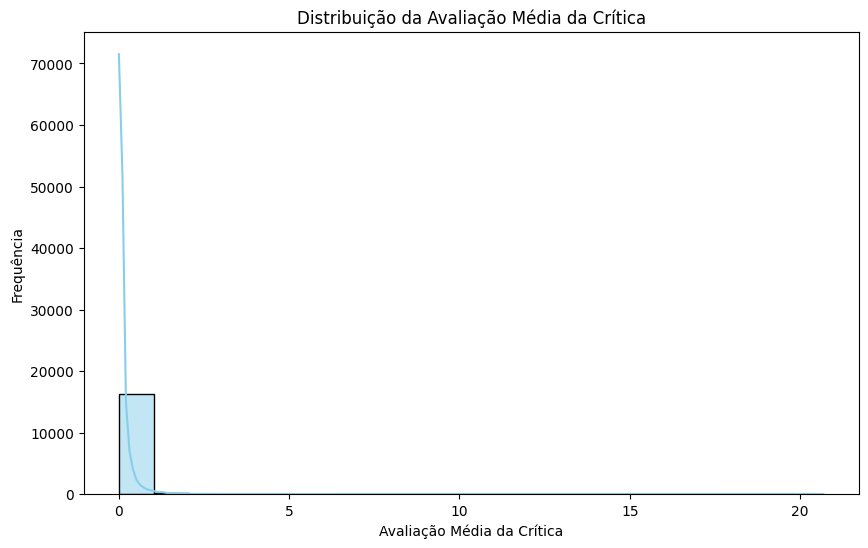 Distribuição da Avaliação Média da Crítica
70000
60000
50000
40000
30000
20000
10000
0
Frequência
0 5 10 15 20
Avaliação Média da Crítica